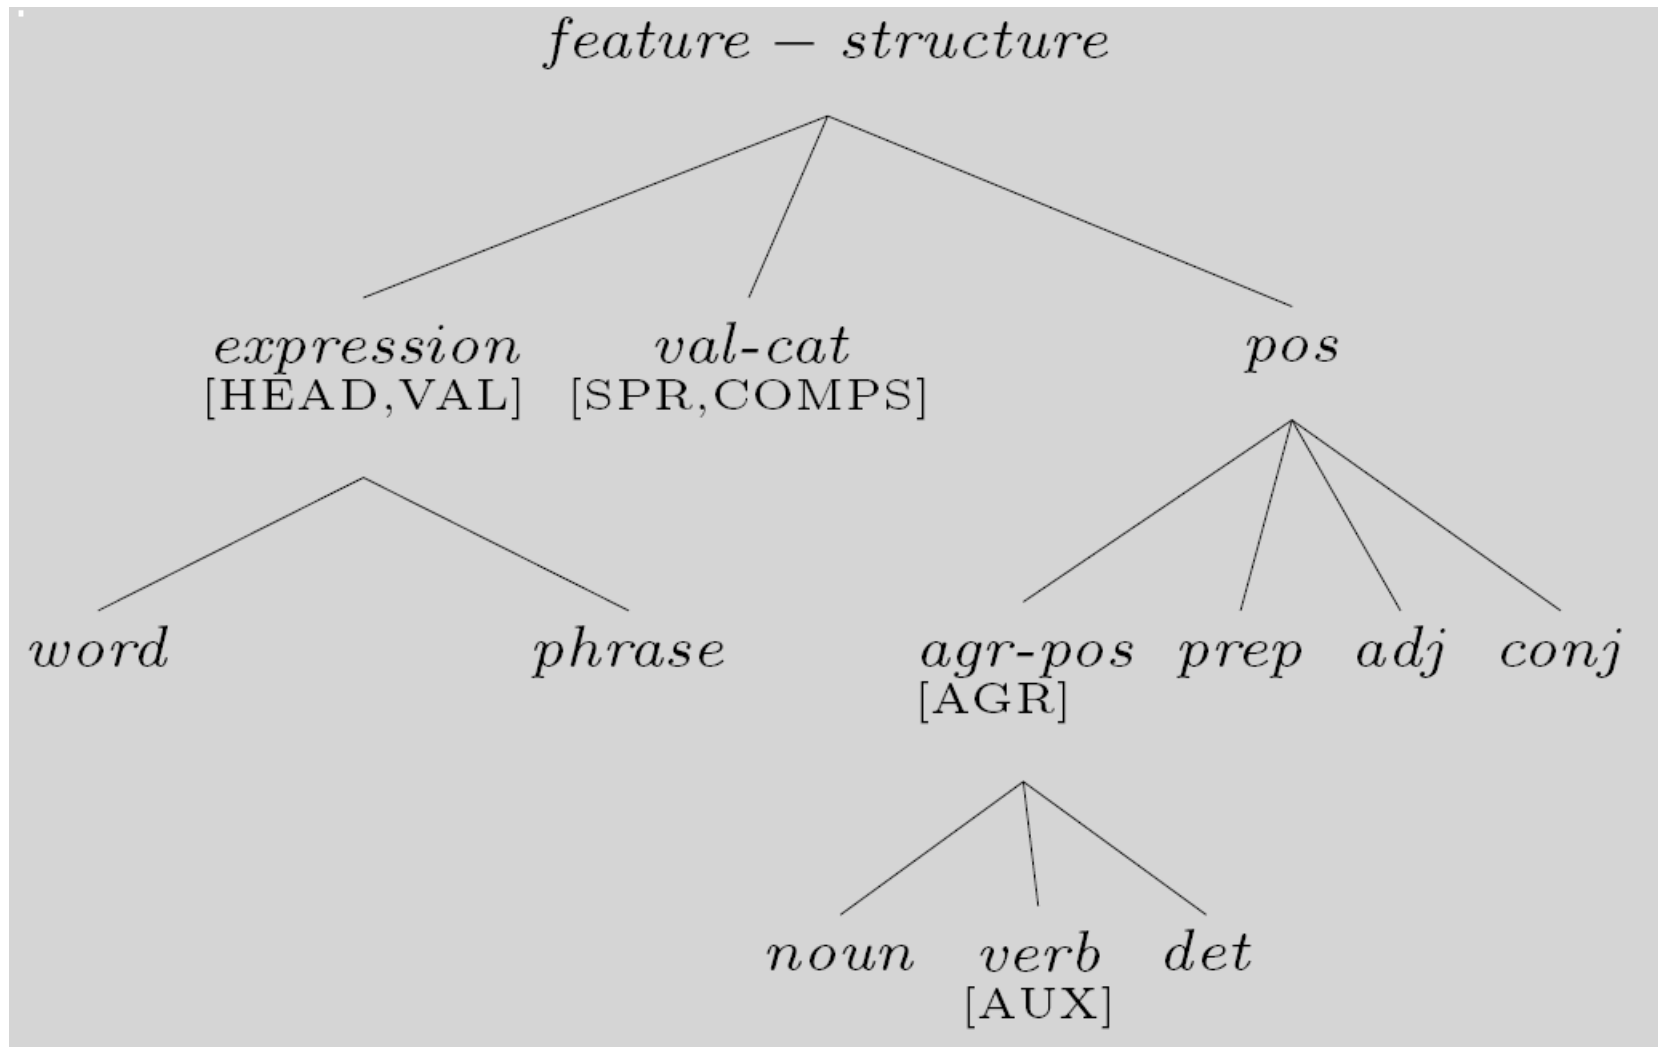 feature – structure
expression val-cat pos
[HEAD,VAL] [SPR,COMPS]
word phrase agr-pos prep adj conj
[AGR]
noun verb det
[AUX]